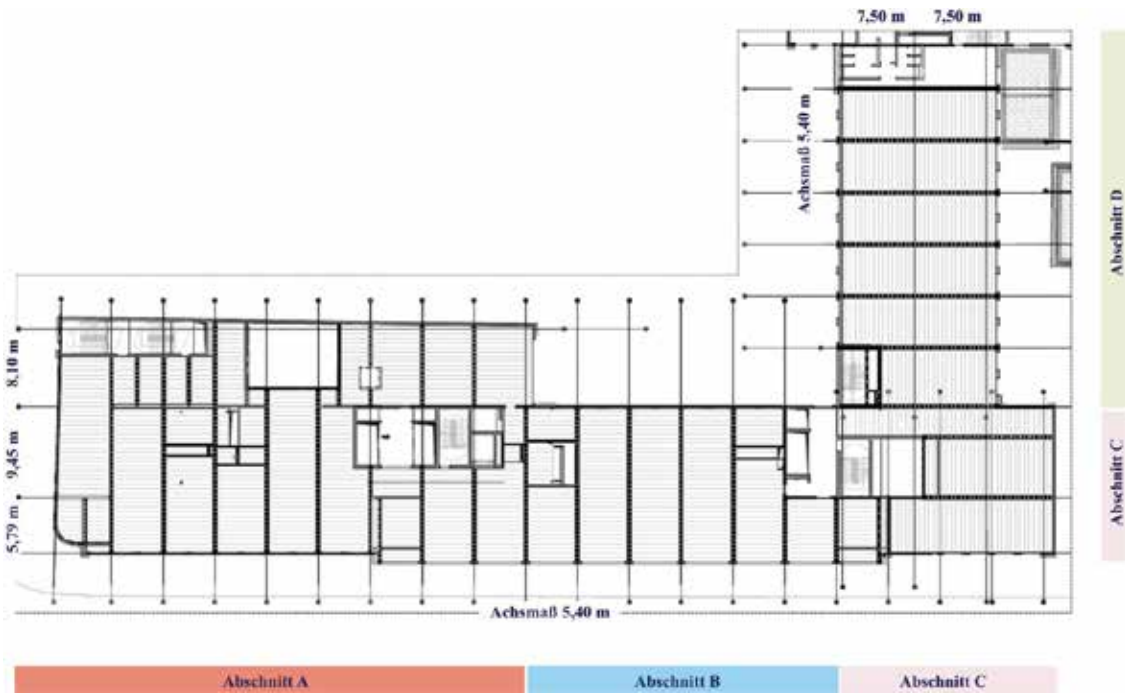 7,50 m 7,50 m
Achsmaß 5,40 m
Abschnitt D
8,10 m
9,45 m
5,79 m
Abschnitt C
Achsmaß 5,40 m
Abschnitt A
Abschnitt B
Abschnitt C